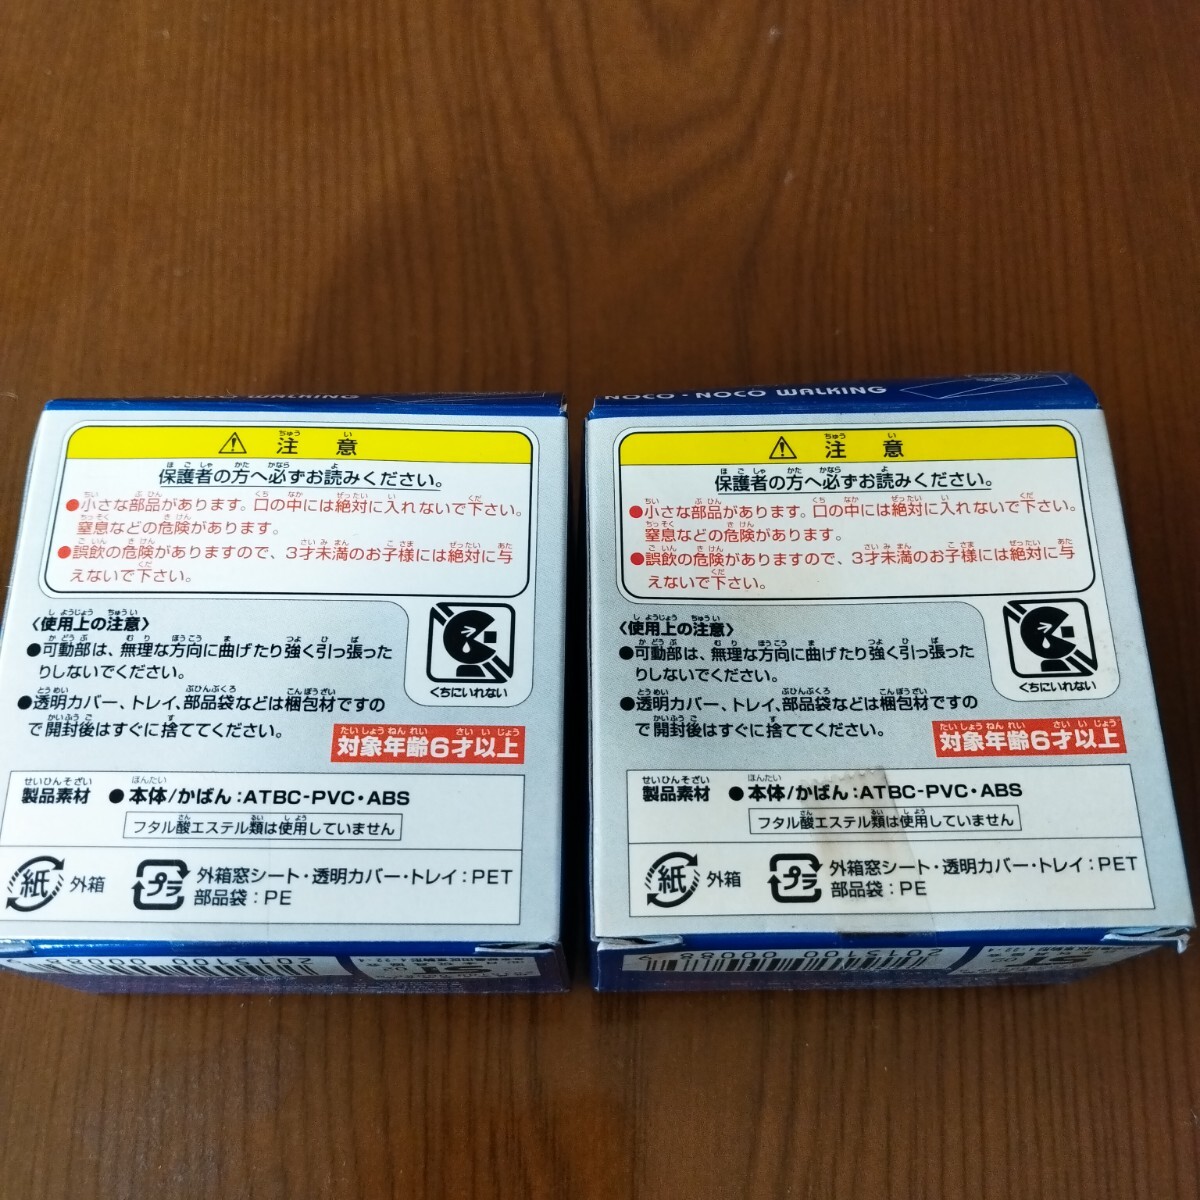 NOCO WALKING
⚠ 注意
保護者の方へ必ずお読みください。
●小さな部品があります。口の中には絶対に入れないで下さい。
窒息などの危険があります。
●誤飲の危険がありますので、3才未満のお子様には絶対に与
えないで下さい。
〈使用上の注意〉
●可動部は、無理な方向に曲げたり強く引っ張った
りしないでください。
●透明カバー、トレイ、部品袋などは梱包材ですの
で開封後はすぐに捨ててください。
くちにいれない
対象年齢6才以上
製品素材 ●本体/かばん:ATBC-PVC・ABS
フタル酸エステル類は使用していません
紙 外箱 プラ 外箱窓シート・透明カバー・トレイ:PET
部品袋:PE
ST
NOCO・NOCO WALKING
⚠ 注意
保護者の方へ必ずお読みください。
●小さな部品があります。口の中には絶対に入れないで下さい。
窒息などの危険があります。
●誤飲の危険がありますので、3才未満のお子様には絶対に与
えないで下さい。
〈使用上の注意〉
●可動部は、無理な方向に曲げたり強く引っ張った
りしないでください。
●透明カバー、トレイ、部品袋などは梱包材ですの
で開封後はすぐに捨ててください。
くちにいれない
対象年齢6才以上
製品素材 ●本体/かばん:ATBC-PVC・ABS
フタル酸エステル類は使用していません
紙 外箱 プラ 外箱窓シート・透明カバー・トレイ:PET
部品袋:PE
ST